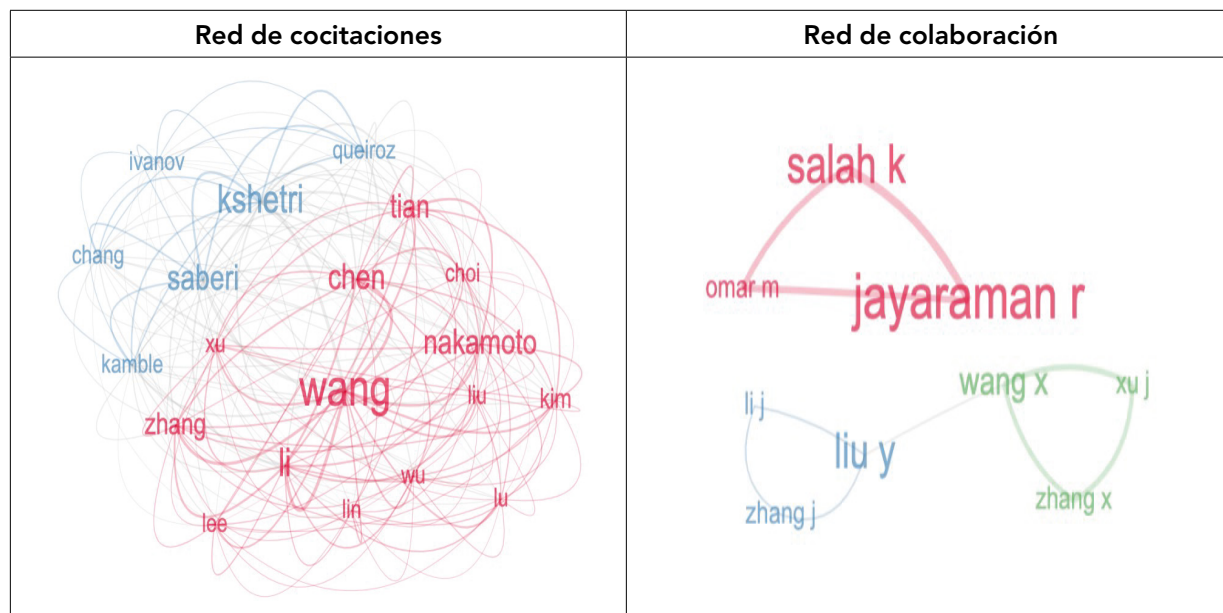 Red de cocitaciones
Red de colaboración
ivanov
queiroz
kshetri
tian
chang
saberi
chen
choi
xu
nakamoto
kamble
wang
liu
kim
zhang
li
wu
lin
lu
lee
salah k
omar m
jayaraman r
wang x
xu j
li j
liu y
zhang x
zhang j